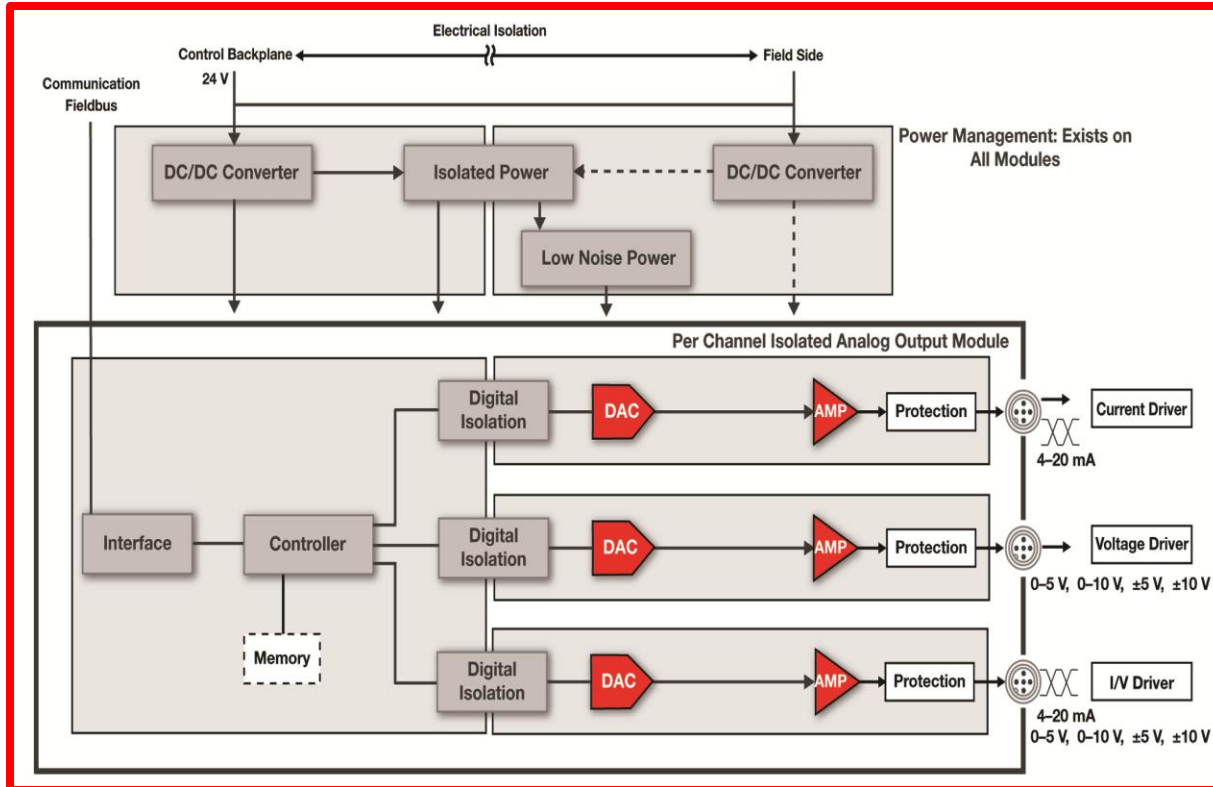 Electrical Isolation
Control Backplane
Field Side
24 V
Communication
Fieldbus
Power Management: Exists on
All Modules
DC/DC Converter
Isolated Power
DC/DC Converter
Low Noise Power
Per Channel Isolated Analog Output Module
Digital
Isolation
DAC
AMP
Protection
Current Driver
4–20 mA
Interface
Controller
Digital
Isolation
DAC
AMP
Protection
Voltage Driver
0–5 V, 0–10 V, ±5 V, ±10 V
Memory
Digital
Isolation
DAC
AMP
Protection
I/V Driver
4–20 mA
0–5 V, 0–10 V, ±5 V, ±10 V